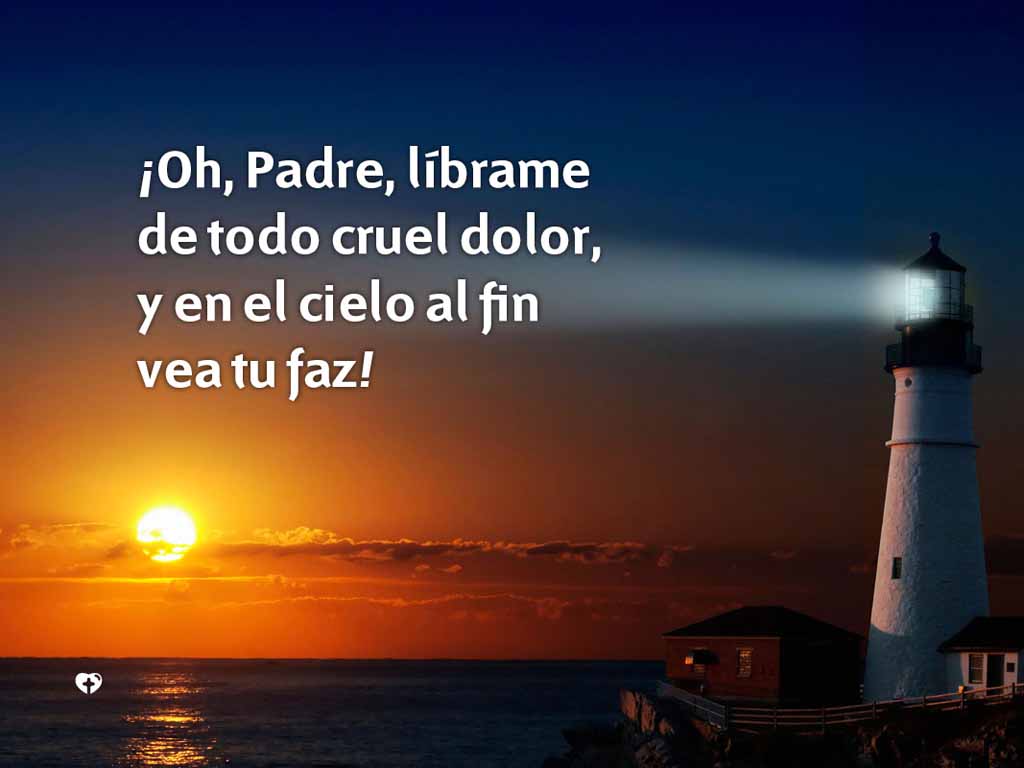 ¡Oh, Padre, líbrame
de todo cruel dolor,
y en el cielo al fin
vea tu faz!